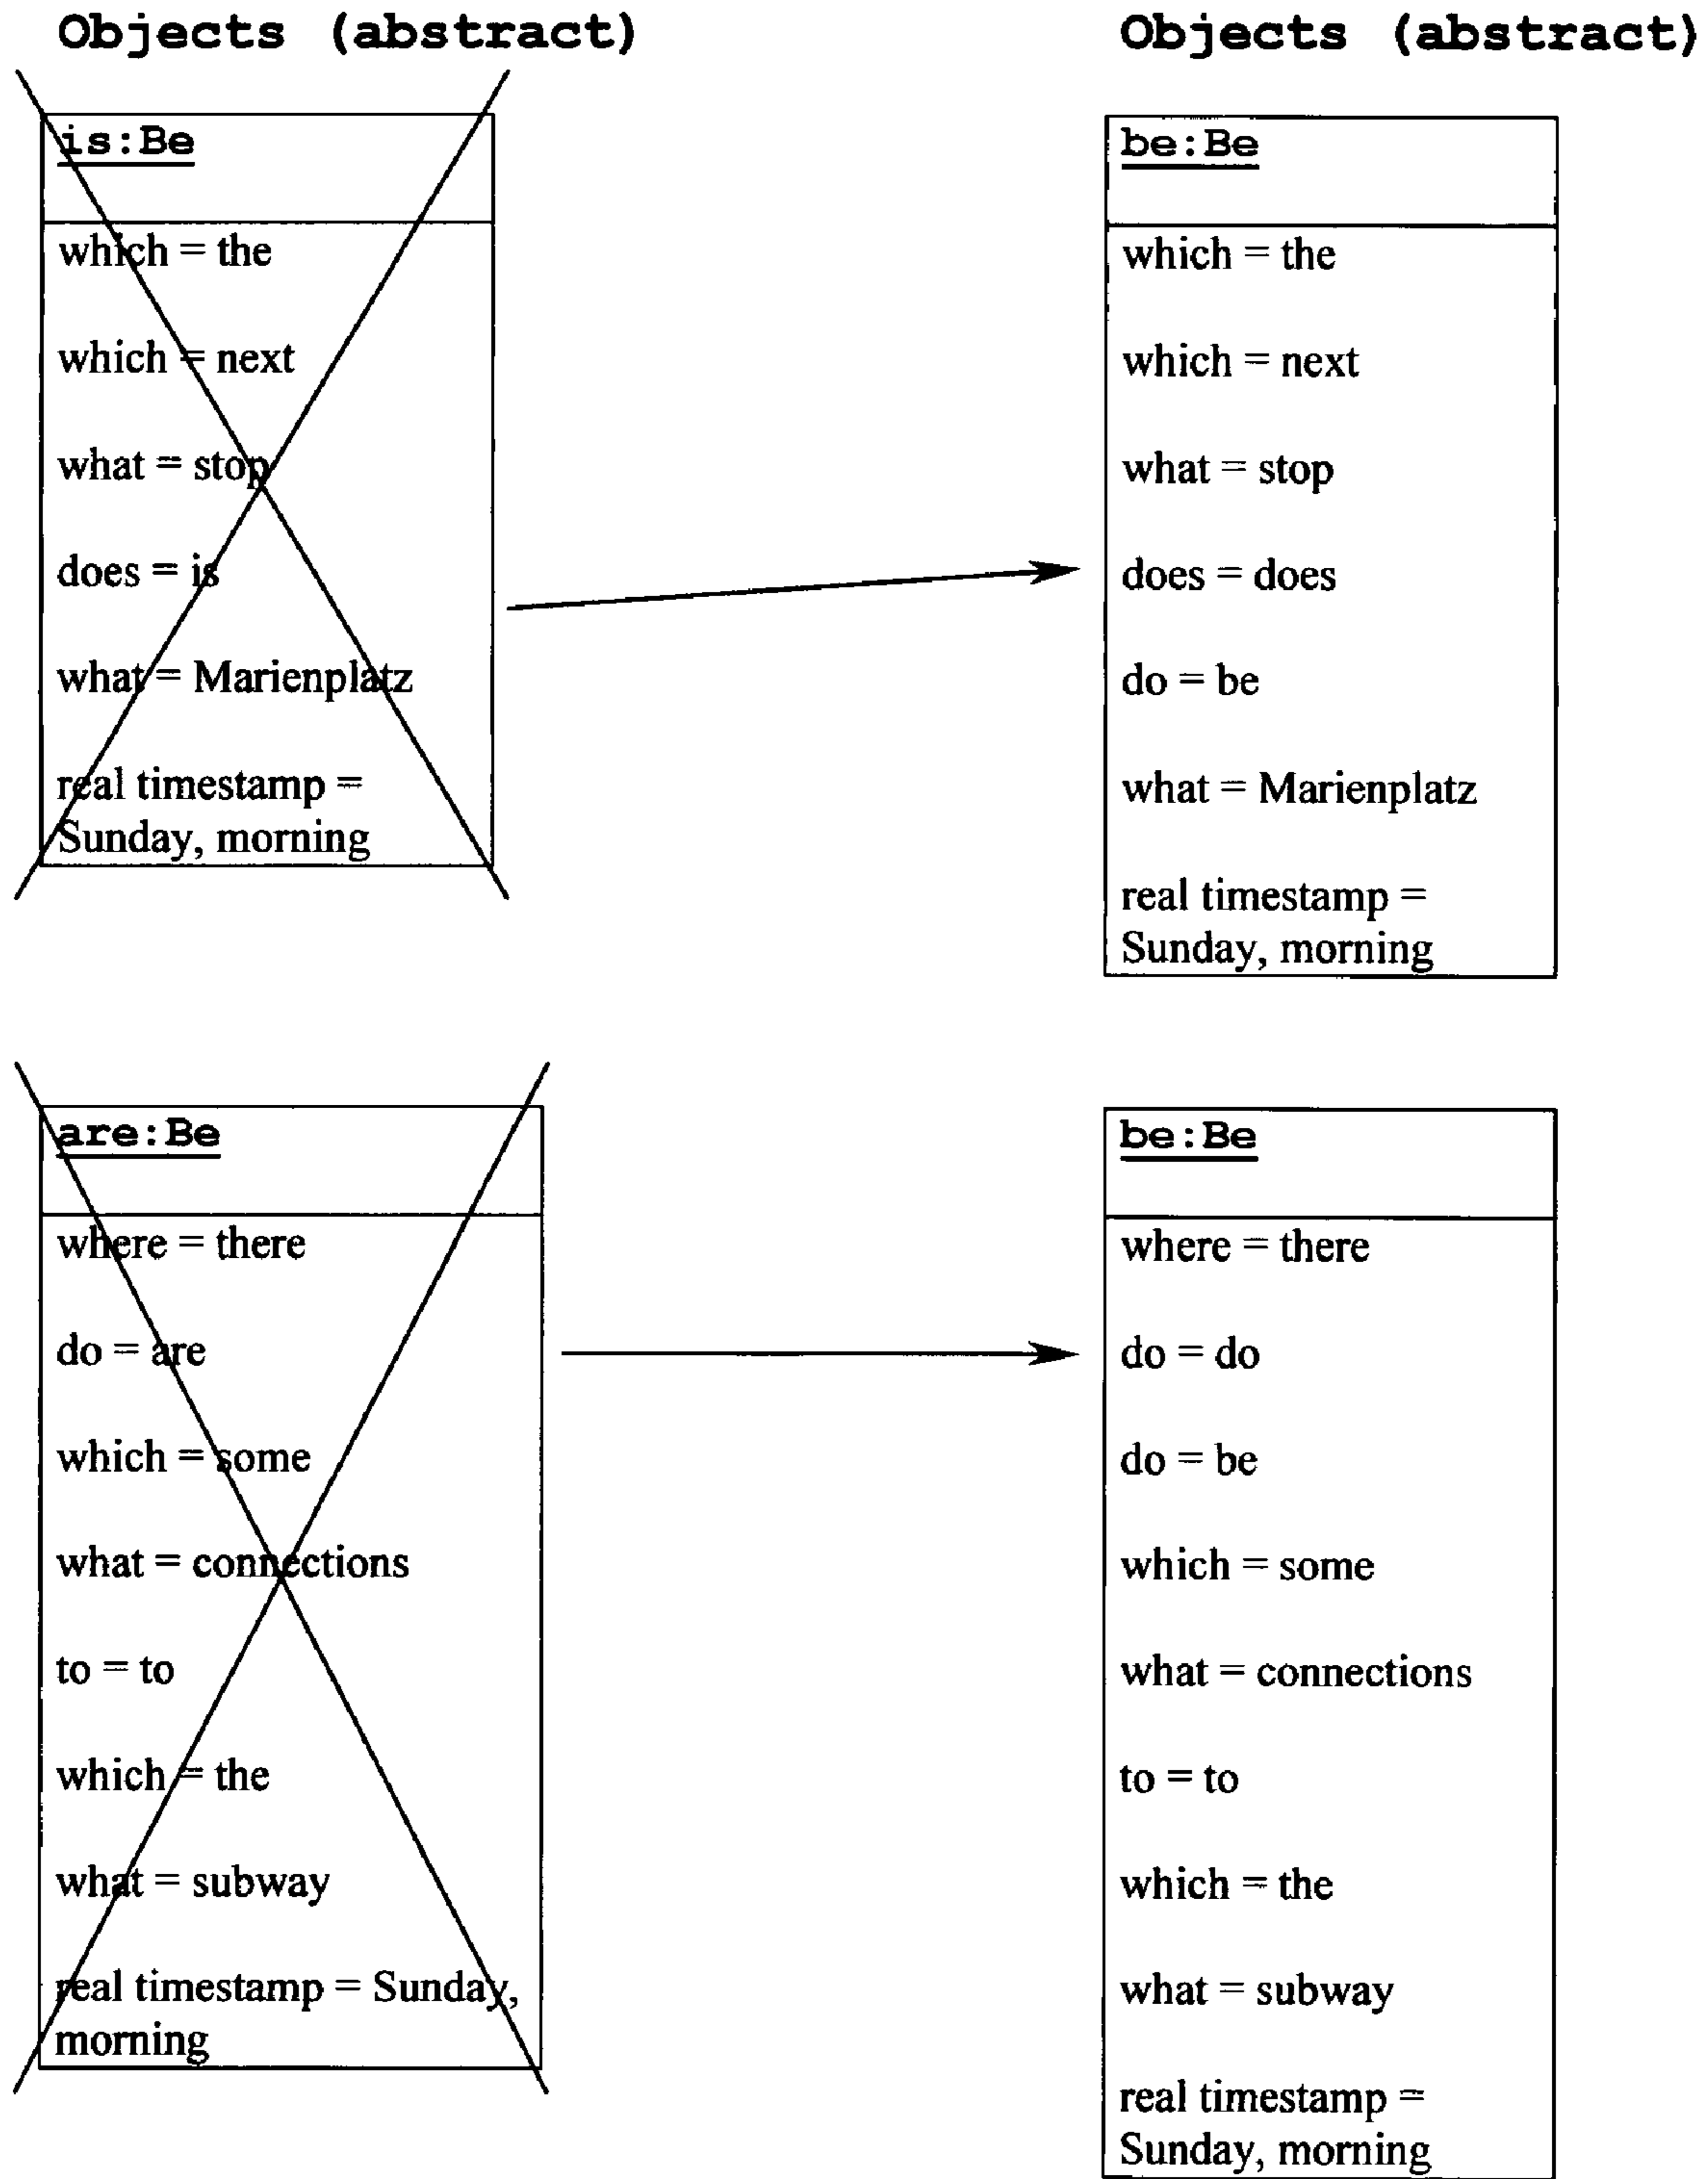 Objects (abstract)
is:Be
which = the
which = next
what = stop
does = is
what = Marienplatz
real timestamp =
Sunday, morning
are:Be
where = there
do = are
which = some
what = connections
to = to
which = the
what = subway
real timestamp = Sunday,
morning
Objects (abstract)
be:Be
which = the
which = next
what = stop
does = does
do = be
what = Marienplatz
real timestamp =
Sunday, morning
be:Be
where = there
do = do
do = be
which = some
what = connections
to = to
which = the
what = subway
real timestamp =
Sunday, morning